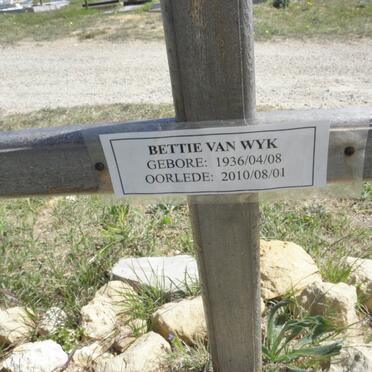 BETTIE VAN WYK
GEBORE: 1936/04/08
OORLEDE: 2010/08/01